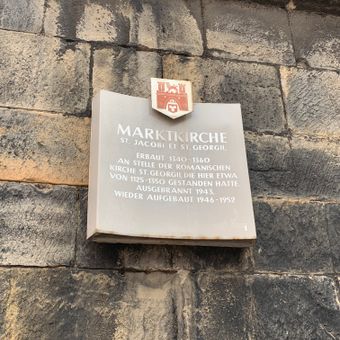 MARKTKIRCHE
ST. JACOBI ET ST. GEORGII.
ERBAUT 1340-1360
AN STELLE DER ROMANISCHEN
KIRCHE ST. GEORGII, DIE HIER ETWA
VON 1125-1350 GESTANDEN HATTE.
AUSGEBRANNT 1943.
WIEDER AUFGEBAUT 1946-1952